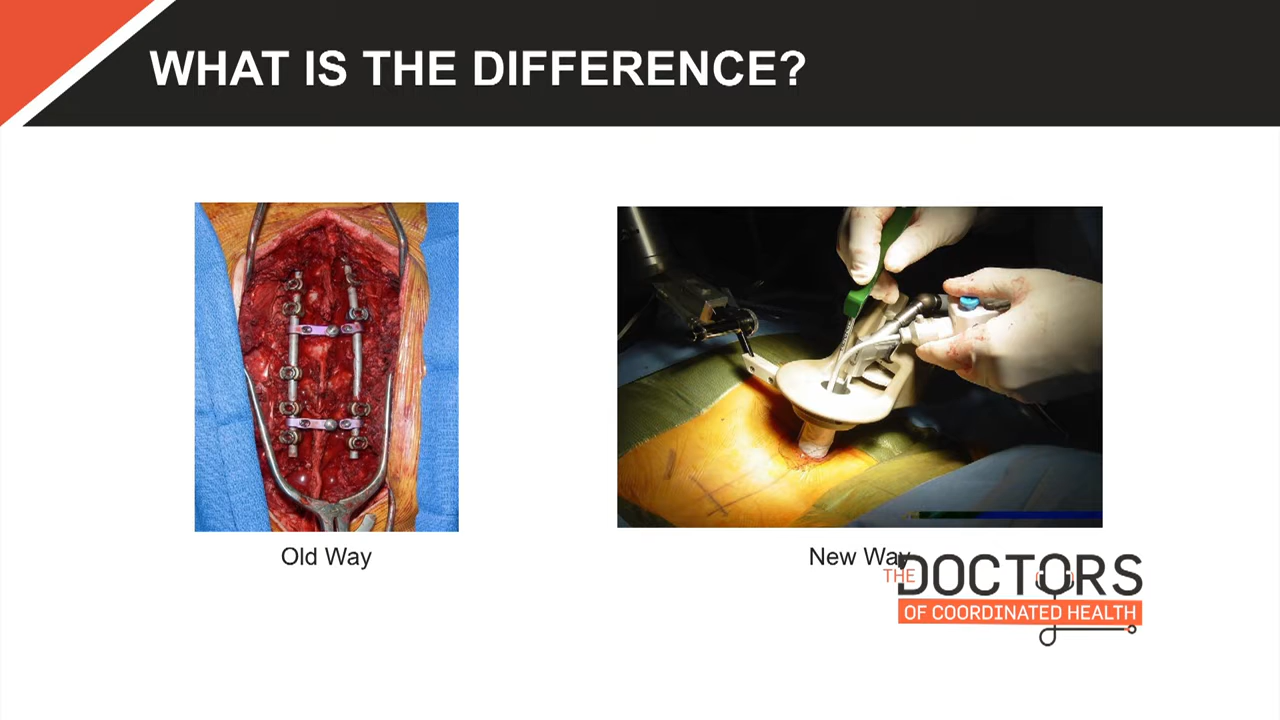 WHAT IS THE DIFFERENCE?
Old Way
New Way
THE DOCTORS
OF COORDINATED HEALTH